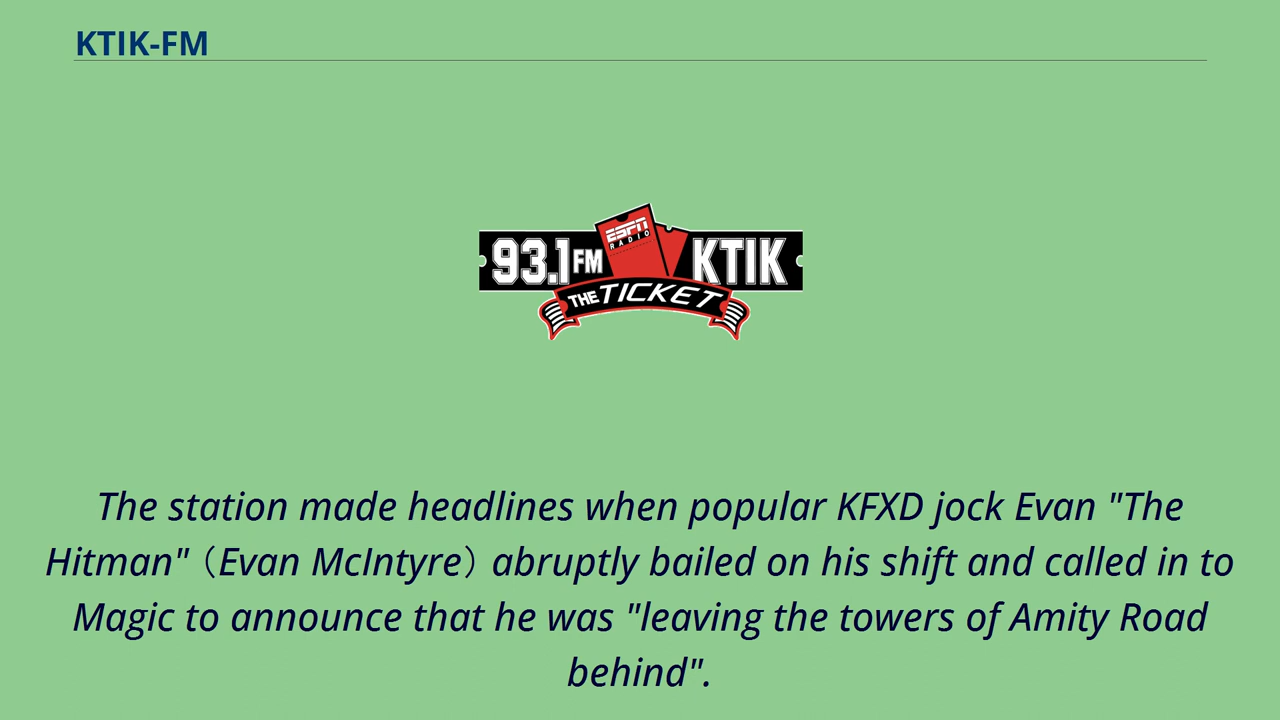 KTIK-FM
ESPN
RADIO
93.1 FM KTIK
THE TICKET
The station made headlines when popular KFXD jock Evan "The
Hitman"（Evan McIntyre）abruptly bailed on his shift and called in to
Magic to announce that he was "leaving the towers of Amity Road
behind".